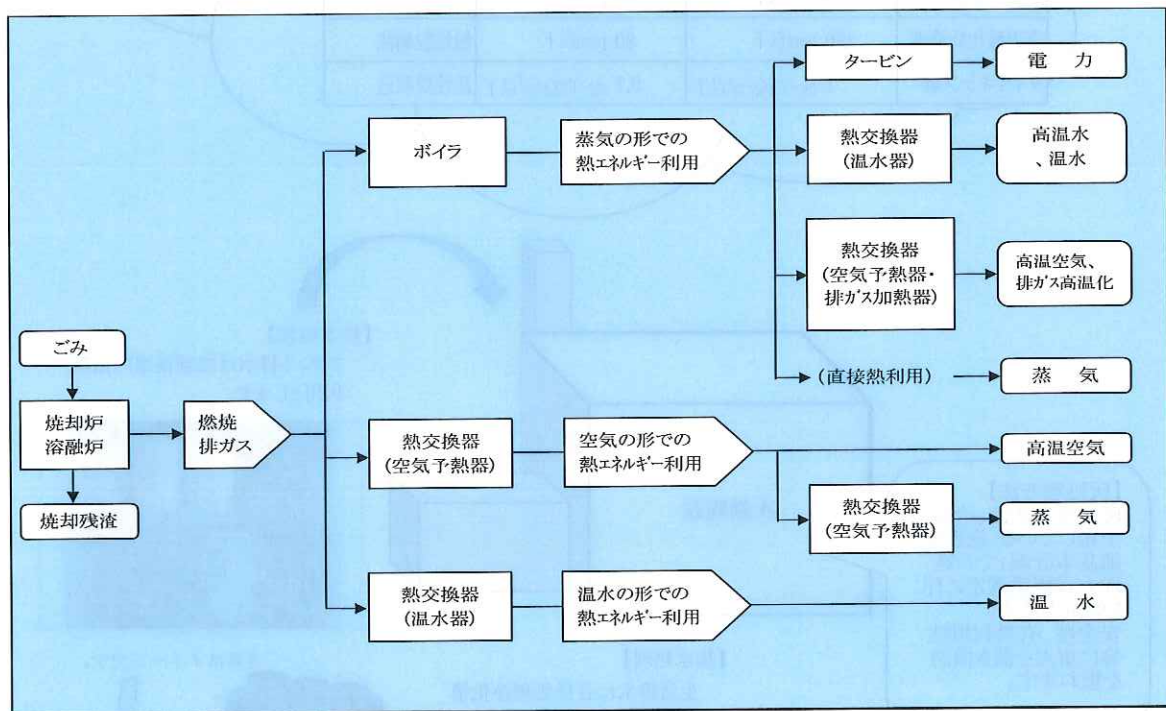 タービン
電　力
ボイラ
蒸気の形での
熱エネルギー利用
熱交換器
(温水器)
高温水
、温水
熱交換器
(空気予熱器・
排ガス加熱器)
高温空気、
排ガス高温化
(直接熱利用)
蒸　気
ごみ
焼却炉
溶融炉
燃焼
排ガス
焼却残渣
熱交換器
(空気予熱器)
空気の形での
熱エネルギー利用
高温空気
熱交換器
(空気予熱器)
蒸　気
熱交換器
(温水器)
温水の形での
熱エネルギー利用
温　水